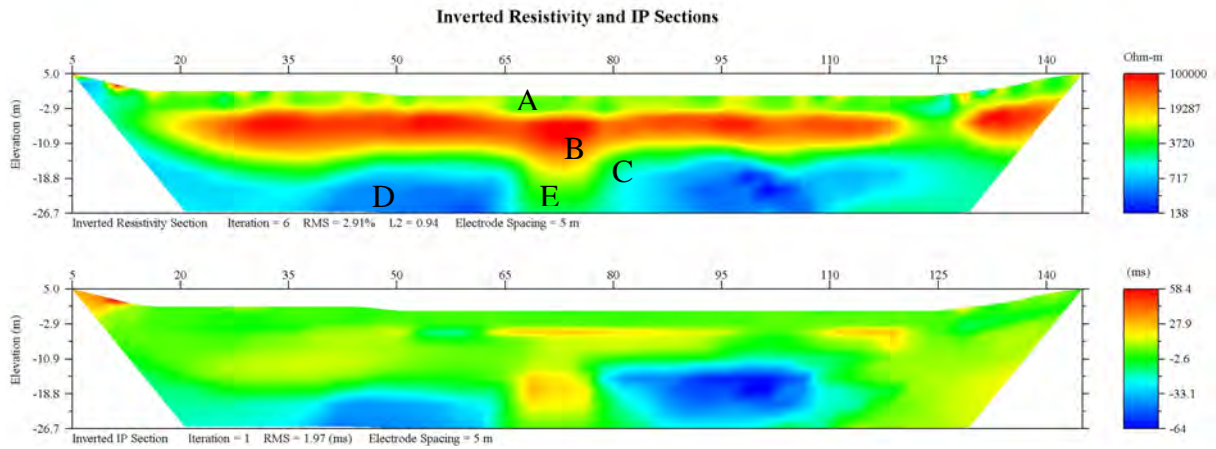 Inverted Resistivity and IP Sections
5 20 35 50 65 80 95 110 125 140 Ohm-m
5.0 100000
-2.9 A 19287
-10.9 B 3720
-18.8 C 717
D E
-26.7 138
Elevation (m)
Inverted Resistivity Section Iteration = 6 RMS = 2.91% L2 = 0.94 Electrode Spacing = 5 m
5 20 35 50 65 80 95 110 125 140 (ms)
5.0 58.4
-2.9 27.9
-10.9 -2.6
-18.8 -33.1
-26.7 -64
Elevation (m)
Inverted IP Section Iteration = 1 RMS = 1.97 (ms) Electrode Spacing = 5 m